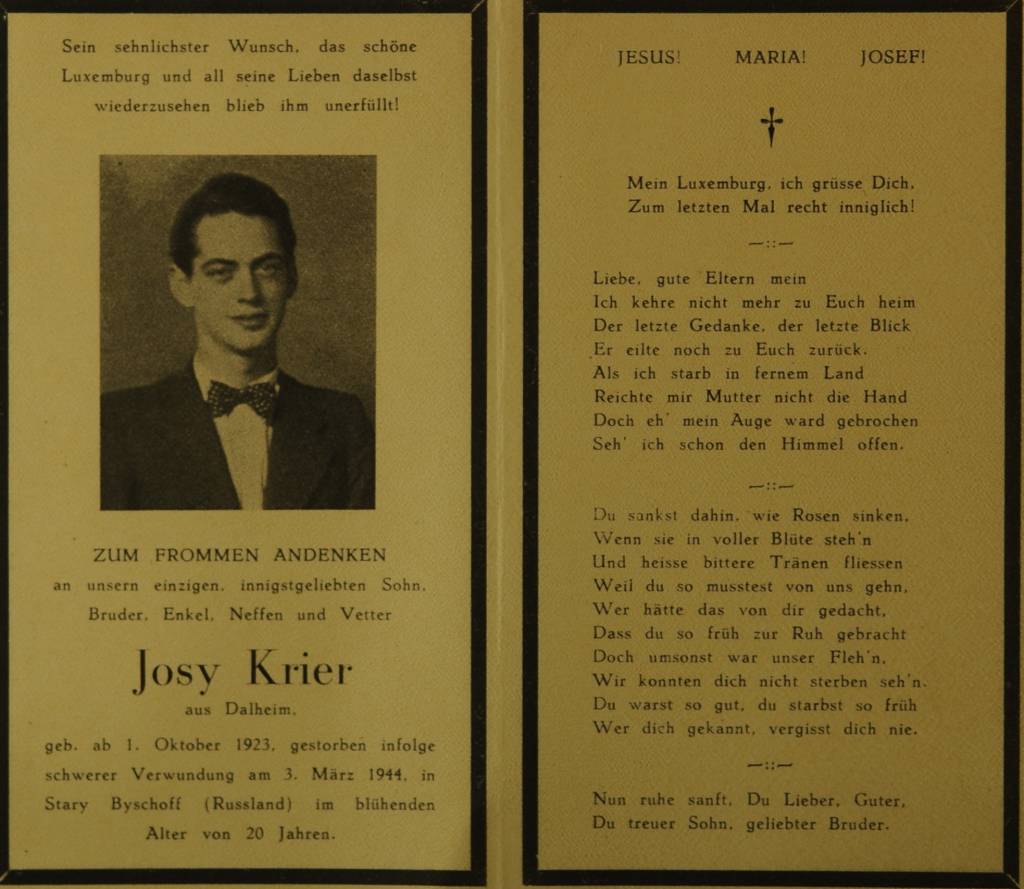 Sein sehnlichster Wunsch, das schöne
Luxemburg und all seine Lieben daselbst
wiederzusehen blieb ihm unerfüllt!
ZUM FROMMEN ANDENKEN
an unsern einzigen, innigstgeliebten Sohn,
Bruder, Enkel, Neffen und Vetter
Josy Krier
aus Dalheim,
geb. ab 1. Oktober 1923, gestorben infolge
schwerer Verwundung am 3. März 1944, in
Stary Byschoff (Russland) im blühenden
Alter von 20 Jahren.
JESUS! MARIA! JOSEF!
Mein Luxemburg, ich grüsse Dich,
Zum letzten Mal recht inniglich!
Liebe, gute Eltern mein
Ich kehre nicht mehr zu Euch heim
Der letzte Gedanke, der letzte Blick
Er eilte noch zu Euch zurück.
Als ich starb in fernem Land
Reichte mir Mutter nicht die Hand
Doch eh' mein Auge ward gebrochen
Seh' ich schon den Himmel offen.
Du sankst dahin, wie Rosen sinken,
Wenn sie in voller Blüte steh'n
Und heisse bittere Tränen fliessen
Weil du so musstest von uns gehn,
Wer hätte das von dir gedacht,
Dass du so früh zur Ruh gebracht
Doch umsonst war unser Fleh'n,
Wir konnten dich nicht sterben seh'n.
Du warst so gut, du starbst so früh
Wer dich gekannt, vergisst dich nie.
Nun ruhe sanft, Du Lieber, Guter,
Du treuer Sohn, geliebter Bruder.